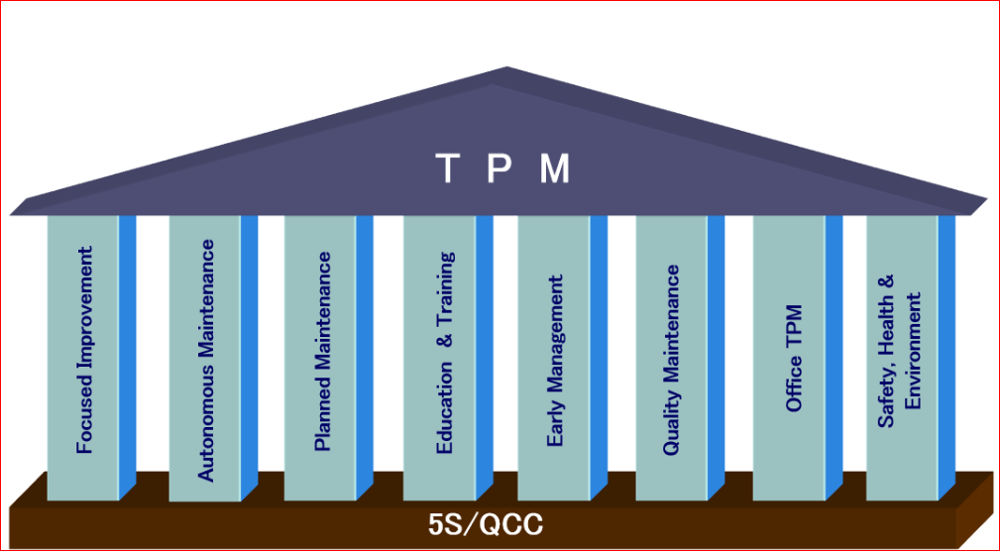 T P M
Focused Improvement
Autonomous Maintenance
Planned Maintenance
Education & Training
Early Management
Quality Maintenance
Office TPM
Safety, Health &
Environment
5S/QCC